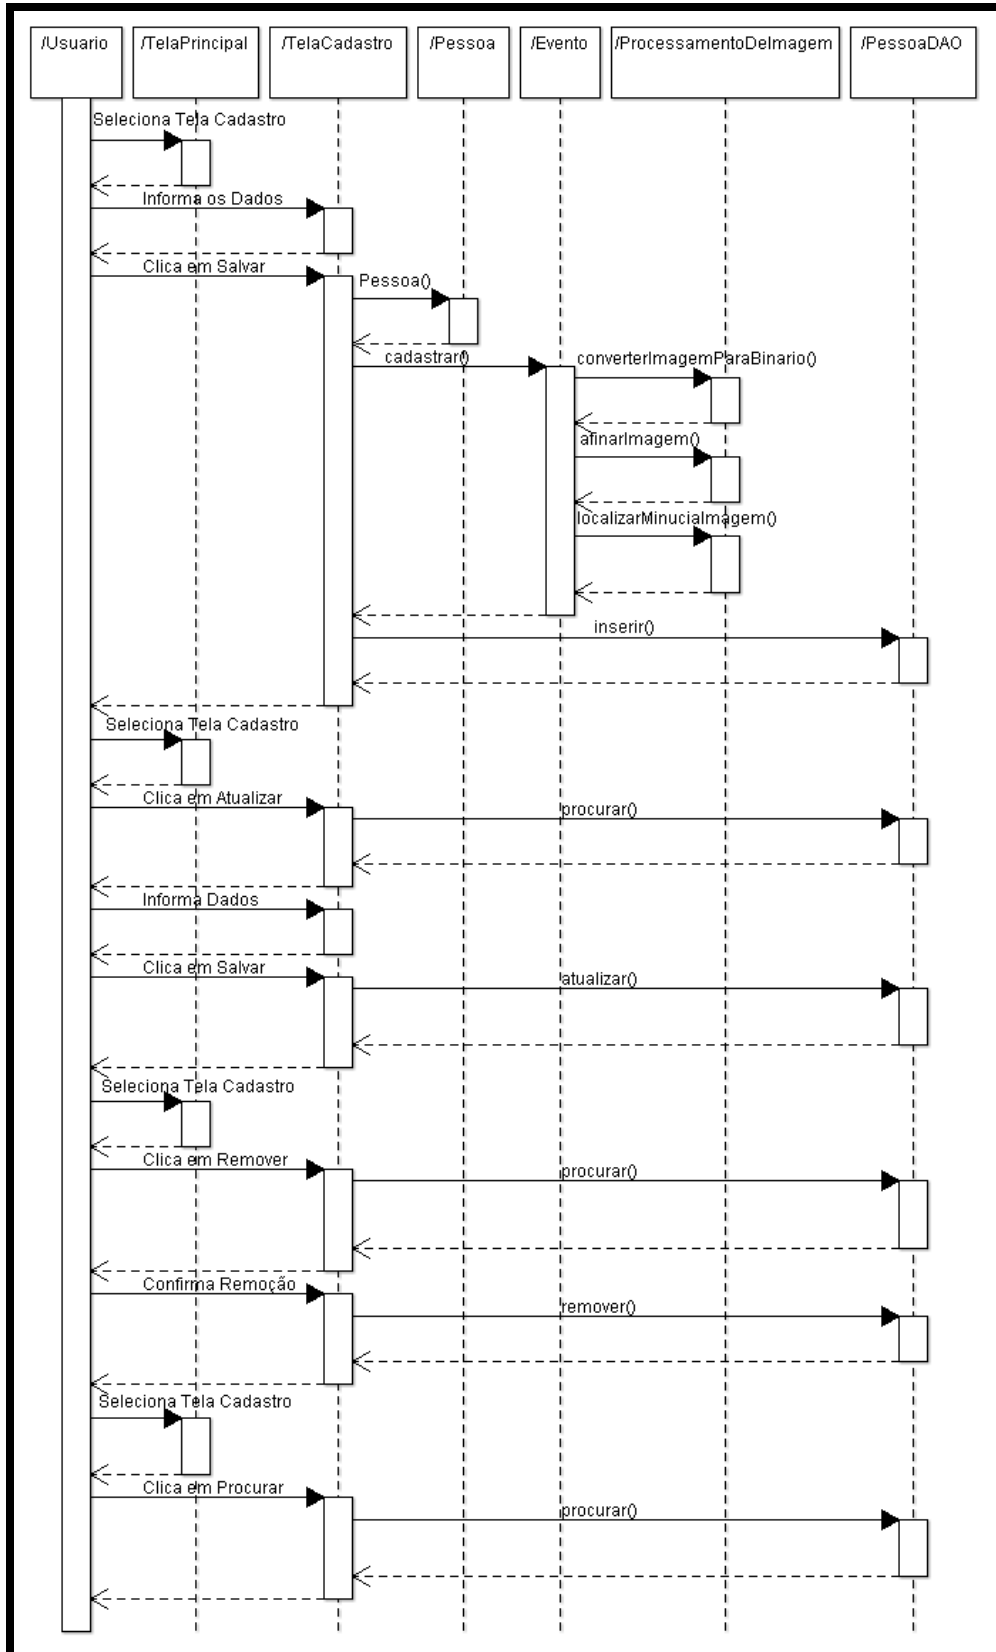 /Usuario
/TelaPrincipal
/TelaCadastro
/Pessoa
/Evento
/ProcessamentoDeImagem
/PessoaDAO
Seleciona Tela Cadastro
Informa os Dados
Clica em Salvar
Pessoa()
cadastrar()
converterImagemParaBinario()
afinarImagem()
localizarMinuciaImagem()
inserir()
Seleciona Tela Cadastro
Clica em Atualizar
procurar()
Informa Dados
Clica em Salvar
atualizar()
Seleciona Tela Cadastro
Clica em Remover
procurar()
Confirma Remoção
remover()
Seleciona Tela Cadastro
Clica em Procurar
procurar()